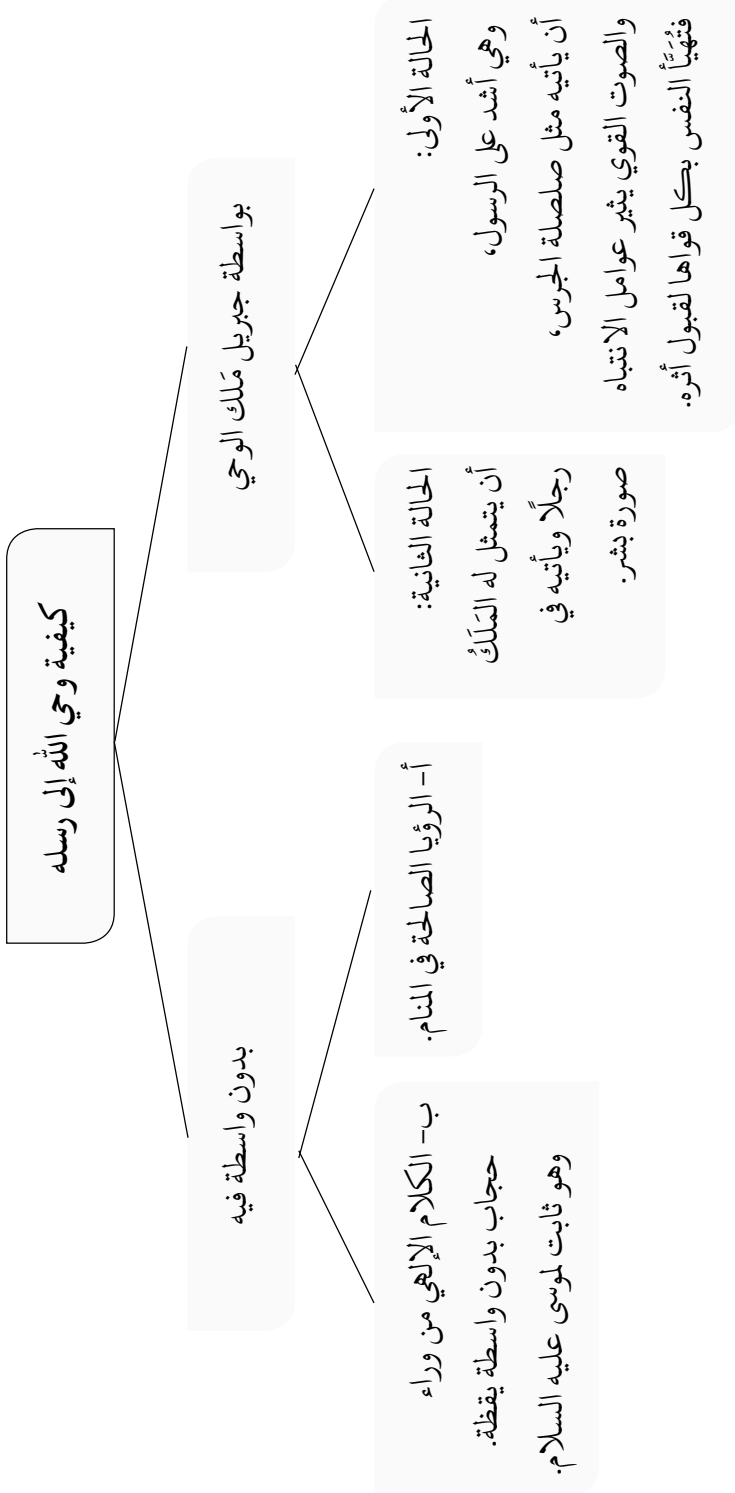 كيفية وحي الله إلى رسله
بواسطة جبريل مَلك الوحي
بدون واسطة فيه
الحالة الأولى:
وهي أشد على الرسول،
أن يأتيه مثل صلصلة الجرس،
والصوت القوي يثير عوامل الانتباه
فتُهَيَّأ النفس بكل قواها لقبول أثره.
الحالة الثانية:
أن يتمثل له المَلَكُ
رجلًا ويأتيه في
صورة بشر.
أ- الرؤيا الصالحة في المنام.
ب- الكلام الإلهي من وراء
حجاب بدون واسطة يقظة.
وهو ثابت لموسى عليه السلام.